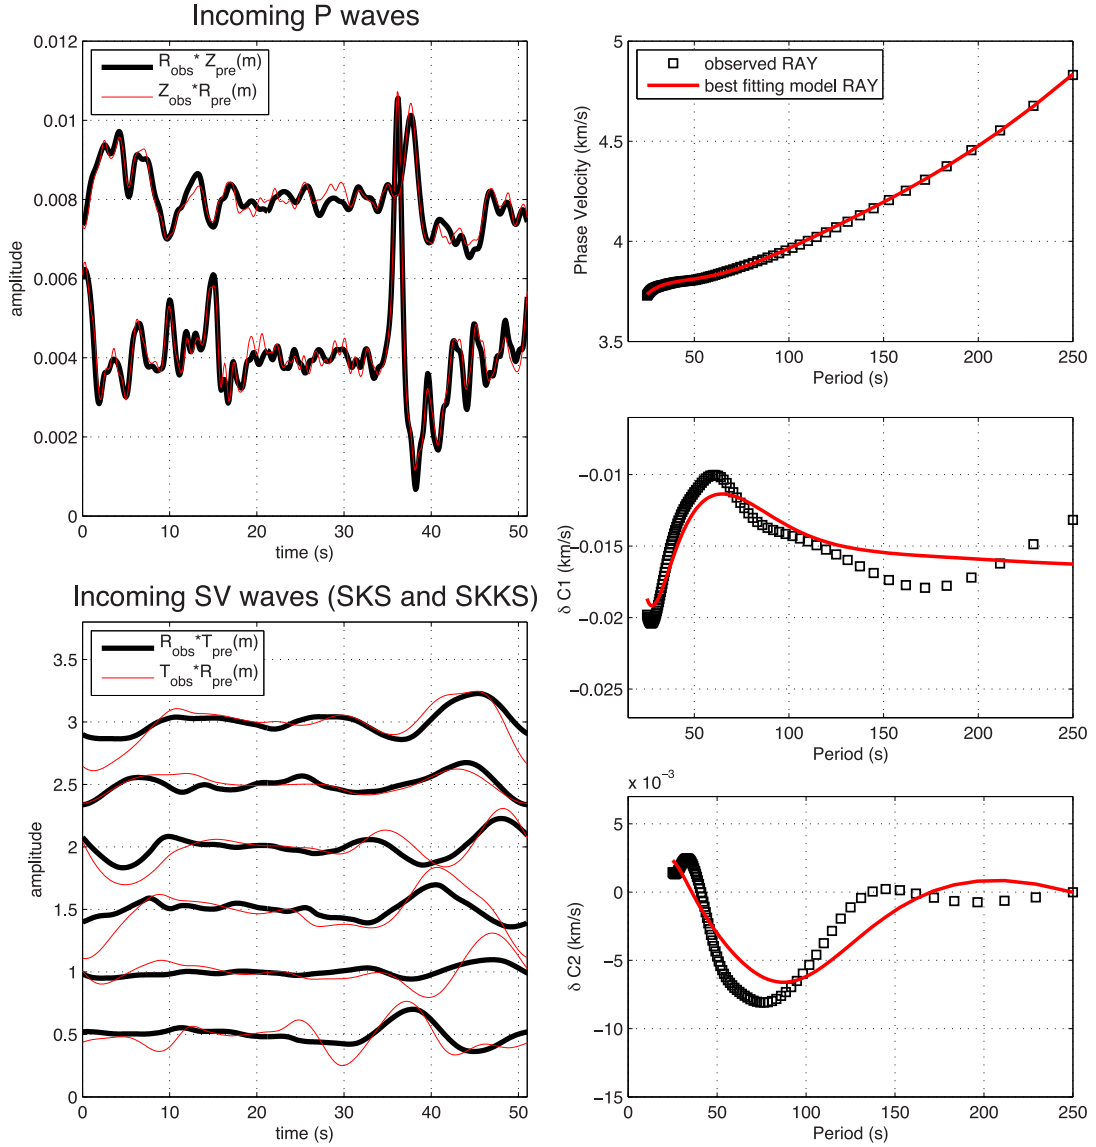 Incoming P waves
0.012
0.01
0.008
0.006
0.004
0.002
0
amplitude
R_obs* Z_pre(m)
Z_obs*R_pre(m)
0 10 20 30 40 50
time (s)
Incoming SV waves (SKS and SKKS)
3.5
3
2.5
2
1.5
1
0.5
0
amplitude
R_obs*T_pre(m)
T_obs*R_pre(m)
0 10 20 30 40 50
time (s)
5
4.5
4
3.5
Phase Velocity (km/s)
observed RAY
best fitting model RAY
50 100 150 200 250
Period (s)
−0.01
−0.015
−0.02
−0.025
δ C1 (km/s)
50 100 150 200 250
Period (s)
x 10^−3
5
0
−5
−10
−15
δ C2 (km/s)
0 50 100 150 200 250
Period (s)